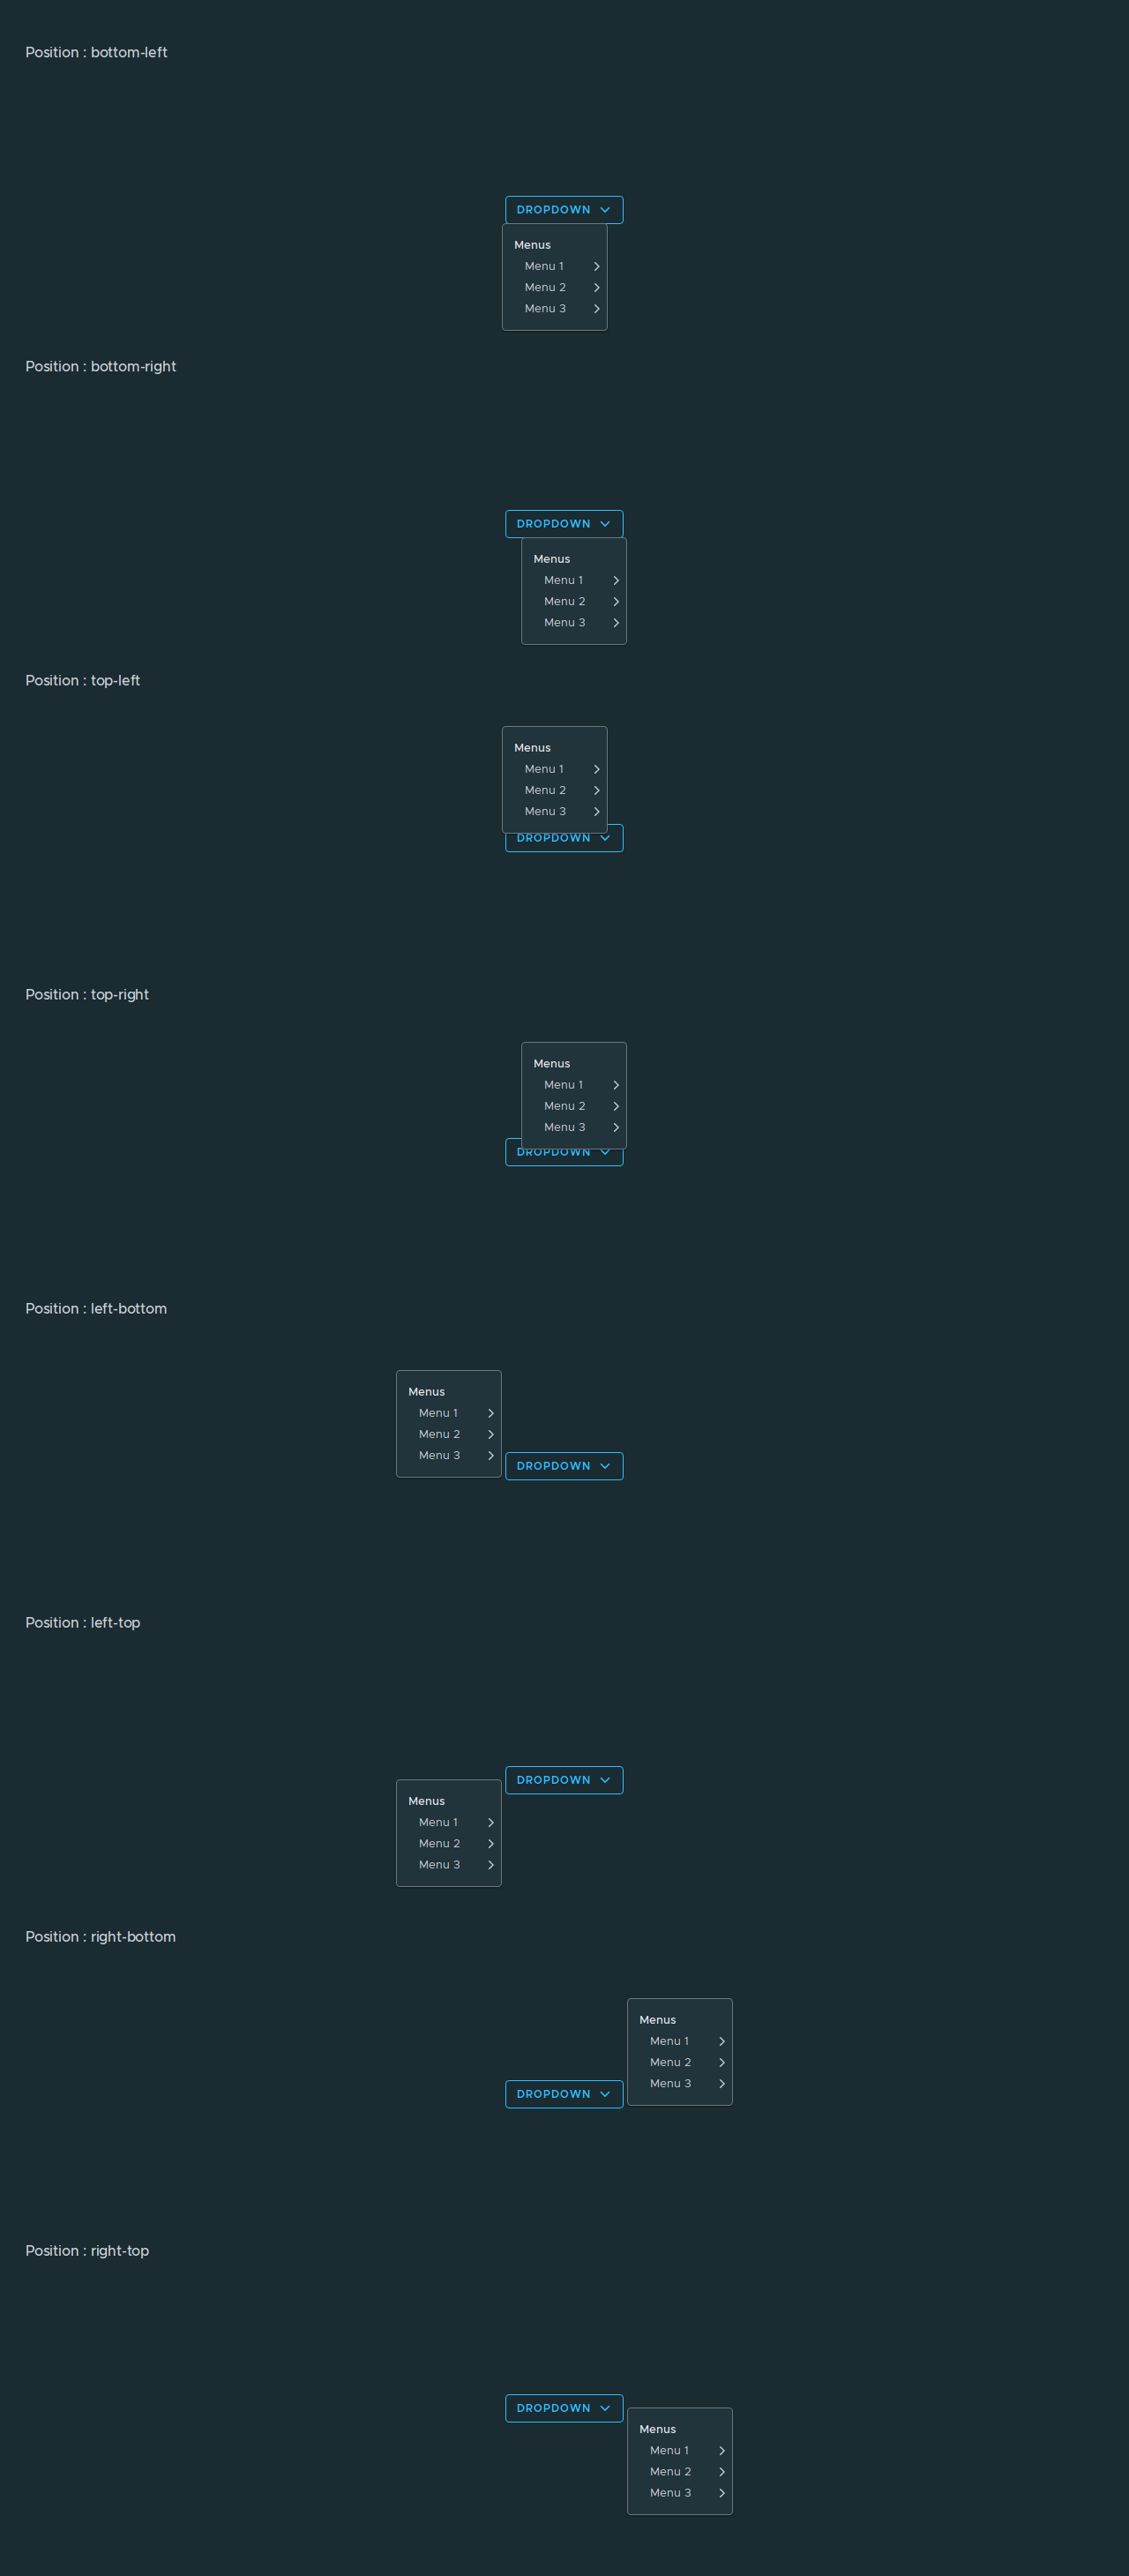 Position : bottom-left
DROPDOWN
Menus
Menu 1
Menu 2
Menu 3
Position : bottom-right
DROPDOWN
Menus
Menu 1
Menu 2
Menu 3
Position : top-left
Menus
Menu 1
Menu 2
Menu 3
DROPDOWN
Position : top-right
Menus
Menu 1
Menu 2
Menu 3
DROPDOWN
Position : left-bottom
Menus
Menu 1
Menu 2
Menu 3
DROPDOWN
Position : left-top
DROPDOWN
Menus
Menu 1
Menu 2
Menu 3
Position : right-bottom
Menus
Menu 1
Menu 2
Menu 3
DROPDOWN
Position : right-top
DROPDOWN
Menus
Menu 1
Menu 2
Menu 3